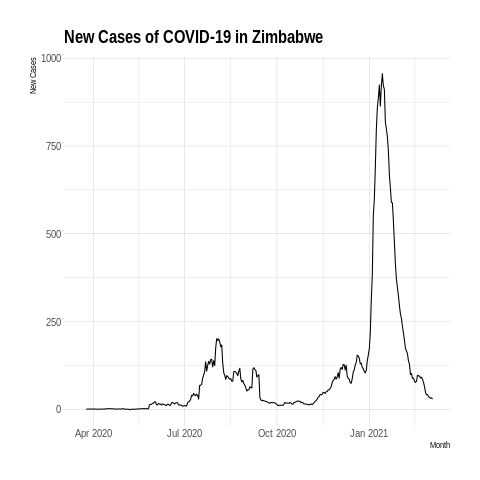 New Cases of COVID-19 in Zimbabwe
New Cases
1000
750
500
250
0
Apr 2020
Jul 2020
Oct 2020
Jan 2021
Month